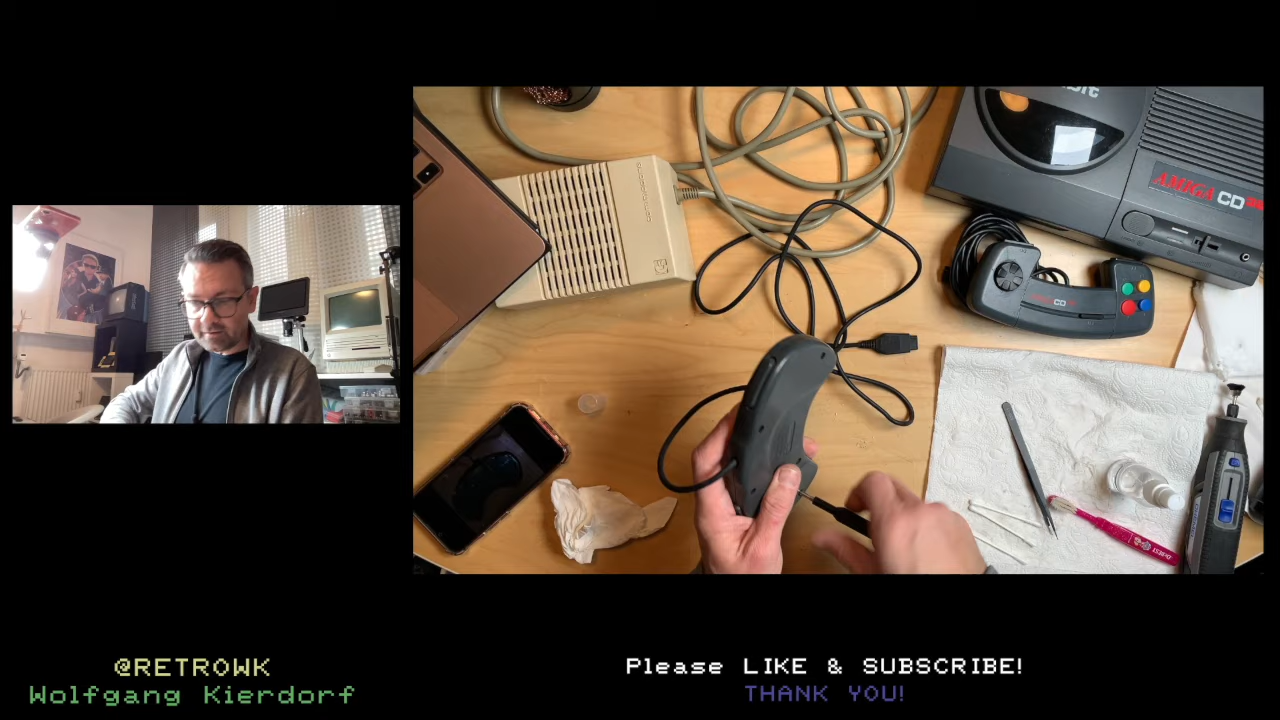 AMIGA CD
@RETROWK
Wolfgang Kierdorf
Please LIKE & SUBSCRIBE!
THANK YOU!